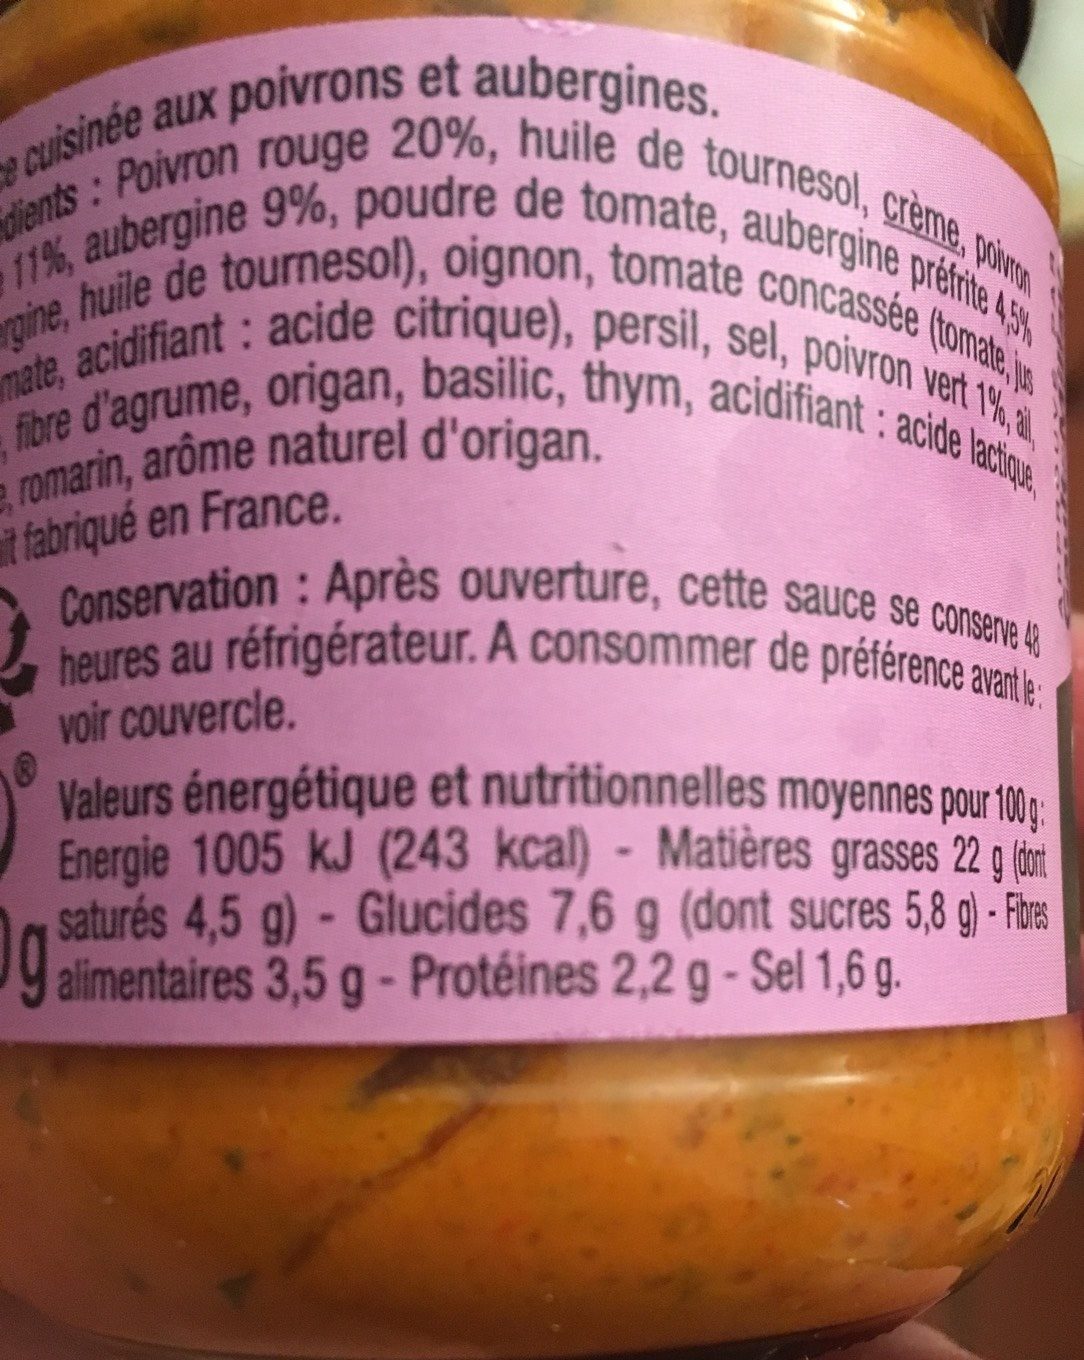 cuisinée aux poivrons et aubergines.
: Poivron rouge 20%, huile de tournesol, crème, poivron
11%, aubergine 9%, poudre de tomate, aubergine préfrite 4,5%
huile de tournesol), oignon, tomate concassée (tomate, jus
acidifiant : acide citrique), persil, sel, poivron vert 1%, ail,
fibre d'agrume, origan, basilic, thym, acidifiant : acide lactique,
romarin, arôme naturel d'origan.
fabriqué en France.
Conservation : Après ouverture, cette sauce se conserve 48
heures au réfrigérateur. A consommer de préférence avant le :
voir couvercle.
®
Valeurs énergétique et nutritionnelles moyennes pour 100 g :
Energie 1005 kJ (243 kcal) - Matières grasses 22 g (dont
saturés 4,5 g) - Glucides 7,6 g (dont sucres 5,8 g) - Fibres
alimentaires 3,5 g - Protéines 2,2 g - Sel 1,6 g.
g